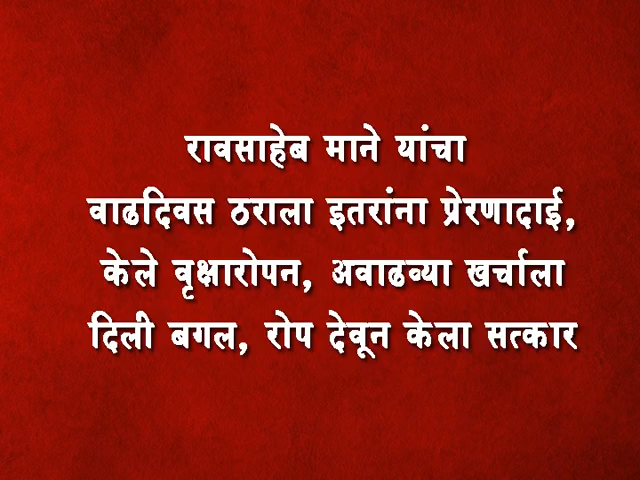 रावसाहेब माने यांचा
वाढदिवस ठराला इतरांना प्रेरणादाई,
केले वृक्षारोपन, अवाढव्या खर्चाला
दिली बगल, रोप देवून केला सत्कार